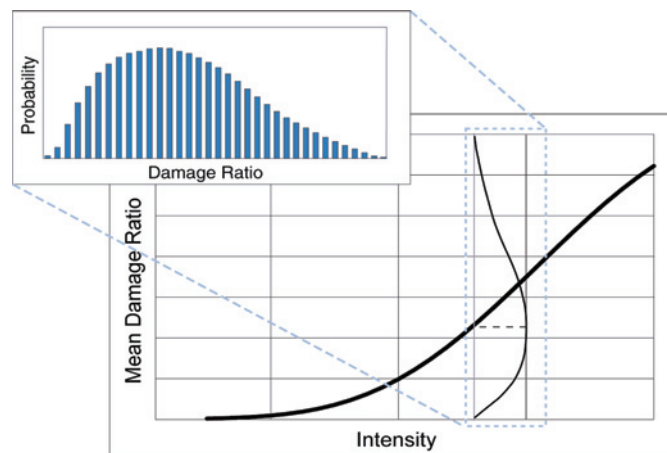 Probability
Damage Ratio
Mean Damage Ratio
Intensity